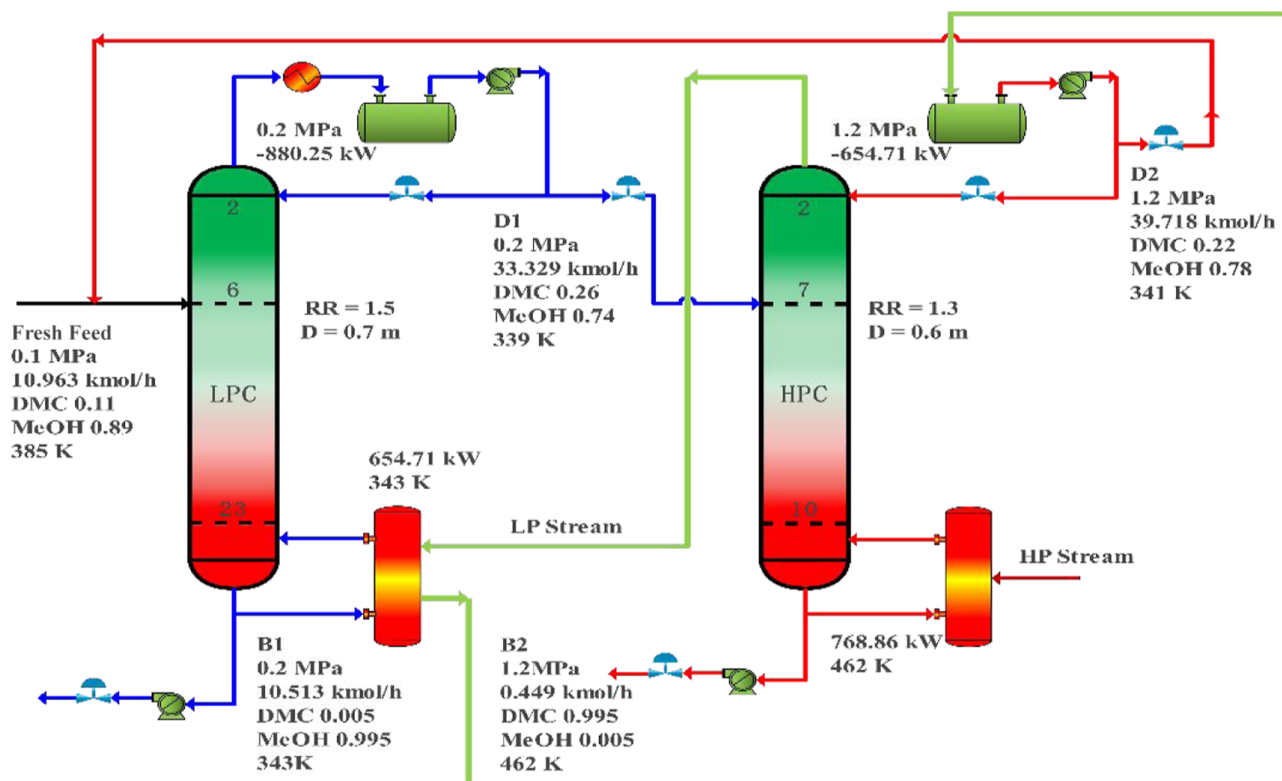 0.2 MPa
-880.25 kW
1.2 MPa
-654.71 kW
D2
1.2 MPa
39.718 kmol/h
DMC 0.22
MeOH 0.78
341 K
2
2
D1
0.2 MPa
33.329 kmol/h
DMC 0.26
MeOH 0.74
339 K
6
7
RR = 1.5
D = 0.7 m
RR = 1.3
D = 0.6 m
Fresh Feed
0.1 MPa
10.963 kmol/h
DMC 0.11
MeOH 0.89
385 K
LPC
HPC
654.71 kW
343 K
23
10
LP Stream
HP Stream
B1
0.2 MPa
10.513 kmol/h
DMC 0.005
MeOH 0.995
343K
B2
1.2MPa
0.449 kmol/h
DMC 0.995
MeOH 0.005
462 K
768.86 kW
462 K